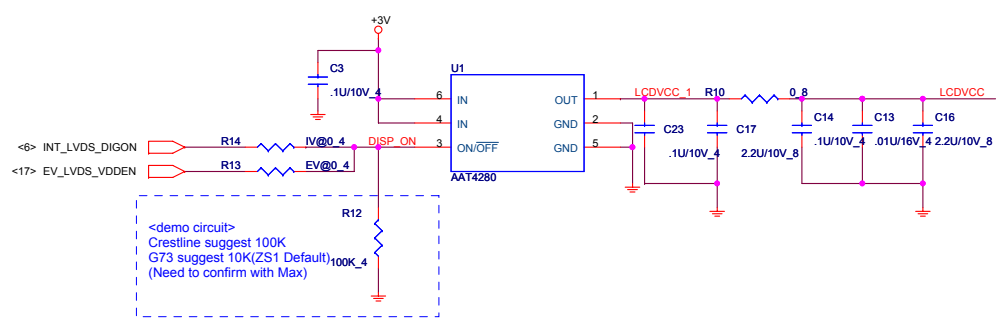 +3V
C3
.1U/10V_4
U1
AAT4280
6 IN
4 IN
3 ON/OFF
OUT 1
GND 2
GND 5
LCDVCC_1
R10
0_8
LCDVCC
C23
.1U/10V_4
C17
2.2U/10V_8
C14
.1U/10V_4
C13
.01U/16V_4
C16
2.2U/10V_8
<6> INT_LVDS_DIGON
R14
IV@0_4
DISP_ON
<17> EV_LVDS_VDDEN
R13
EV@0_4
R12
100K_4
<demo circuit>
Crestline suggest 100K
G73 suggest 10K(ZS1 Default)
(Need to confirm with Max)